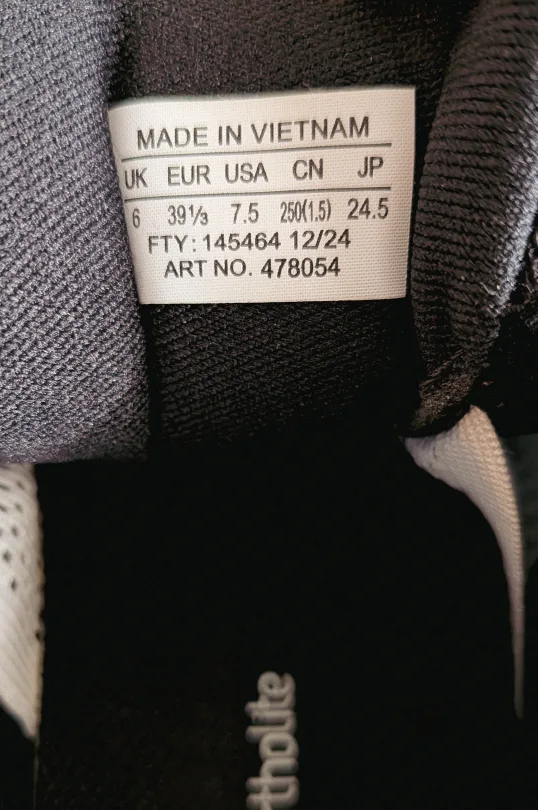 MADE IN VIETNAM
UK EUR USA CN JP
6 39⅓ 7.5 250(1.5) 24.5
FTY: 145464 12/24
ART NO. 478054
rtholite